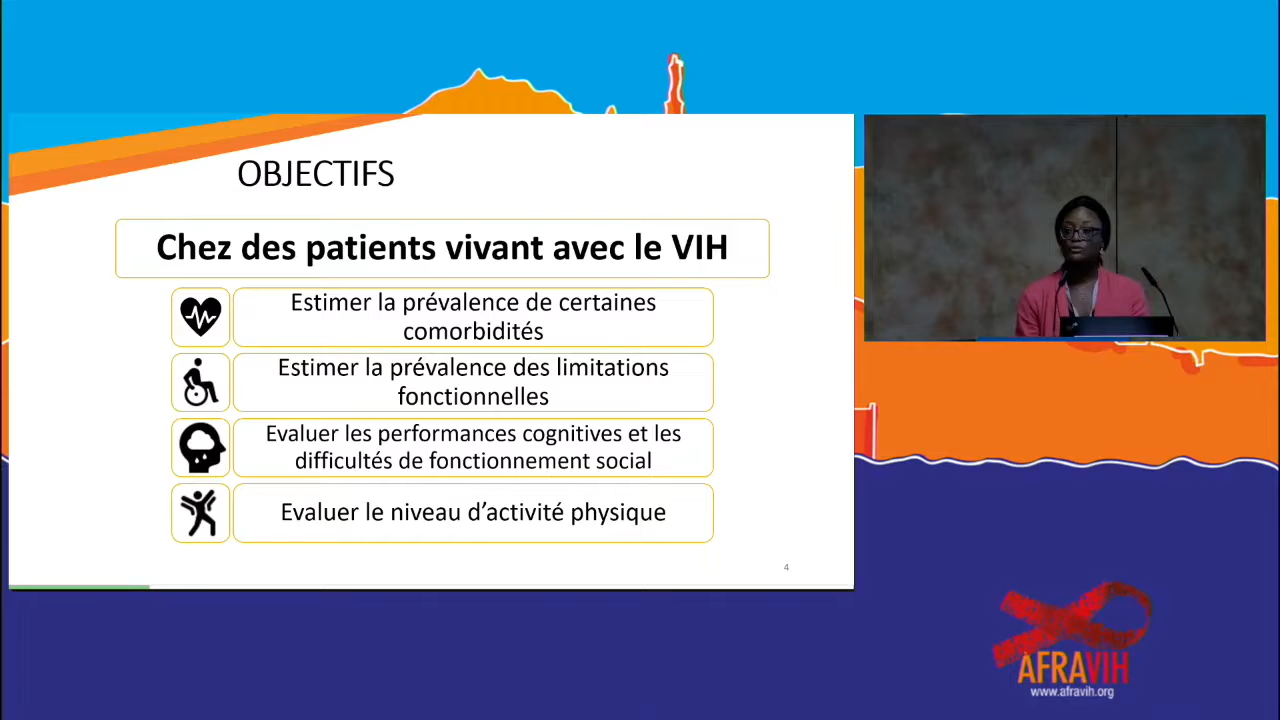 OBJECTIFS
Chez des patients vivant avec le VIH
Estimer la prévalence de certaines
comorbidités
Estimer la prévalence des limitations
fonctionnelles
Evaluer les performances cognitives et les
difficultés de fonctionnement social
Evaluer le niveau d’activité physique
4
AFRAVIH
www.afravih.org